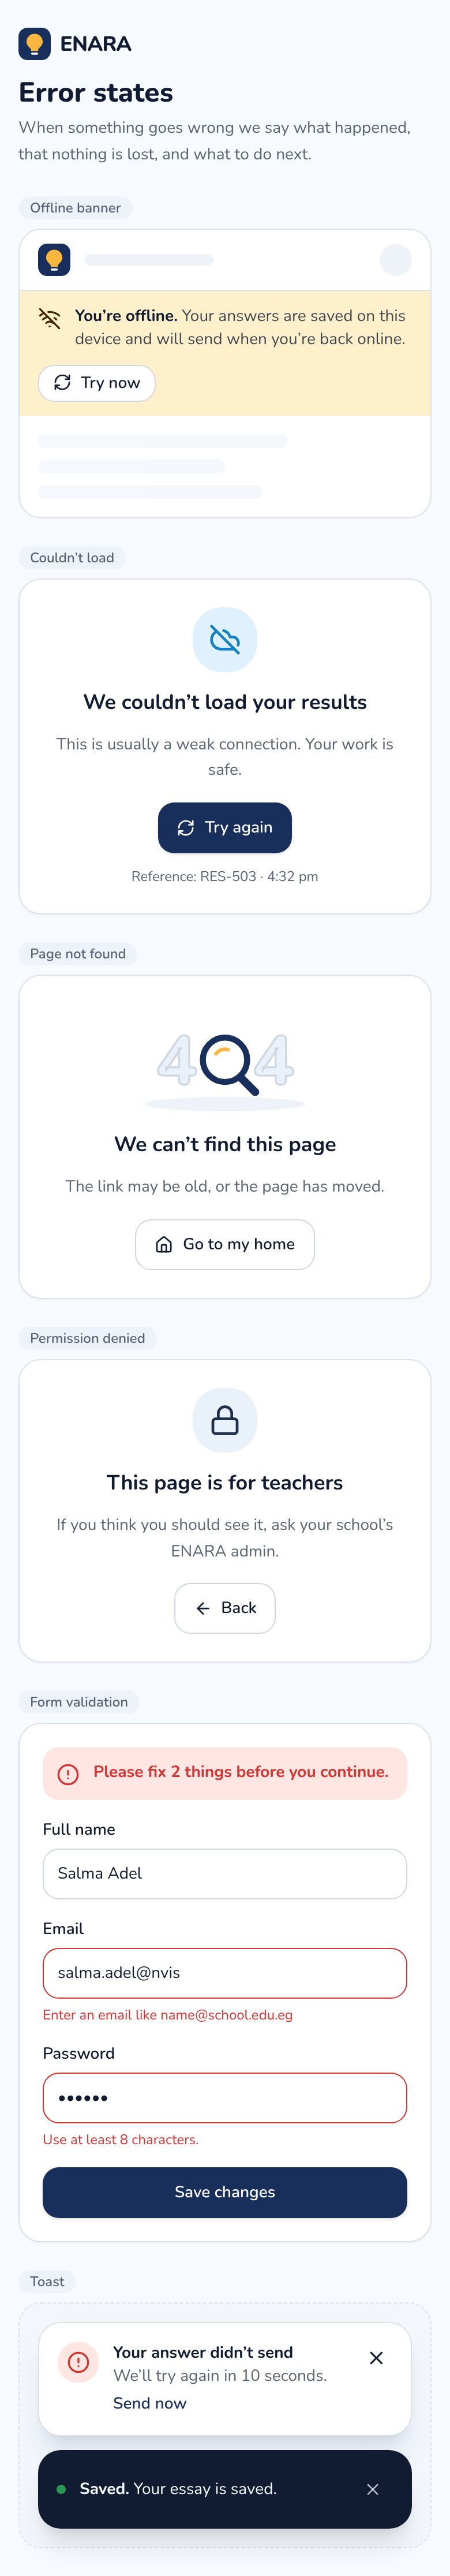 ENARA
Error states
When something goes wrong we say what happened,
that nothing is lost, and what to do next.
Offline banner
You’re offline. Your answers are saved on this
device and will send when you’re back online.
Try now
Couldn’t load
We couldn’t load your results
This is usually a weak connection. Your work is
safe.
Try again
Reference: RES-503 · 4:32 pm
Page not found
4 4
We can’t find this page
The link may be old, or the page has moved.
Go to my home
Permission denied
This page is for teachers
If you think you should see it, ask your school’s
ENARA admin.
Back
Form validation
Please fix 2 things before you continue.
Full name
Salma Adel
Email
salma.adel@nvis
Enter an email like name@school.edu.eg
Password
••••••
Use at least 8 characters.
Save changes
Toast
Your answer didn’t send
We’ll try again in 10 seconds.
Send now
Saved. Your essay is saved.